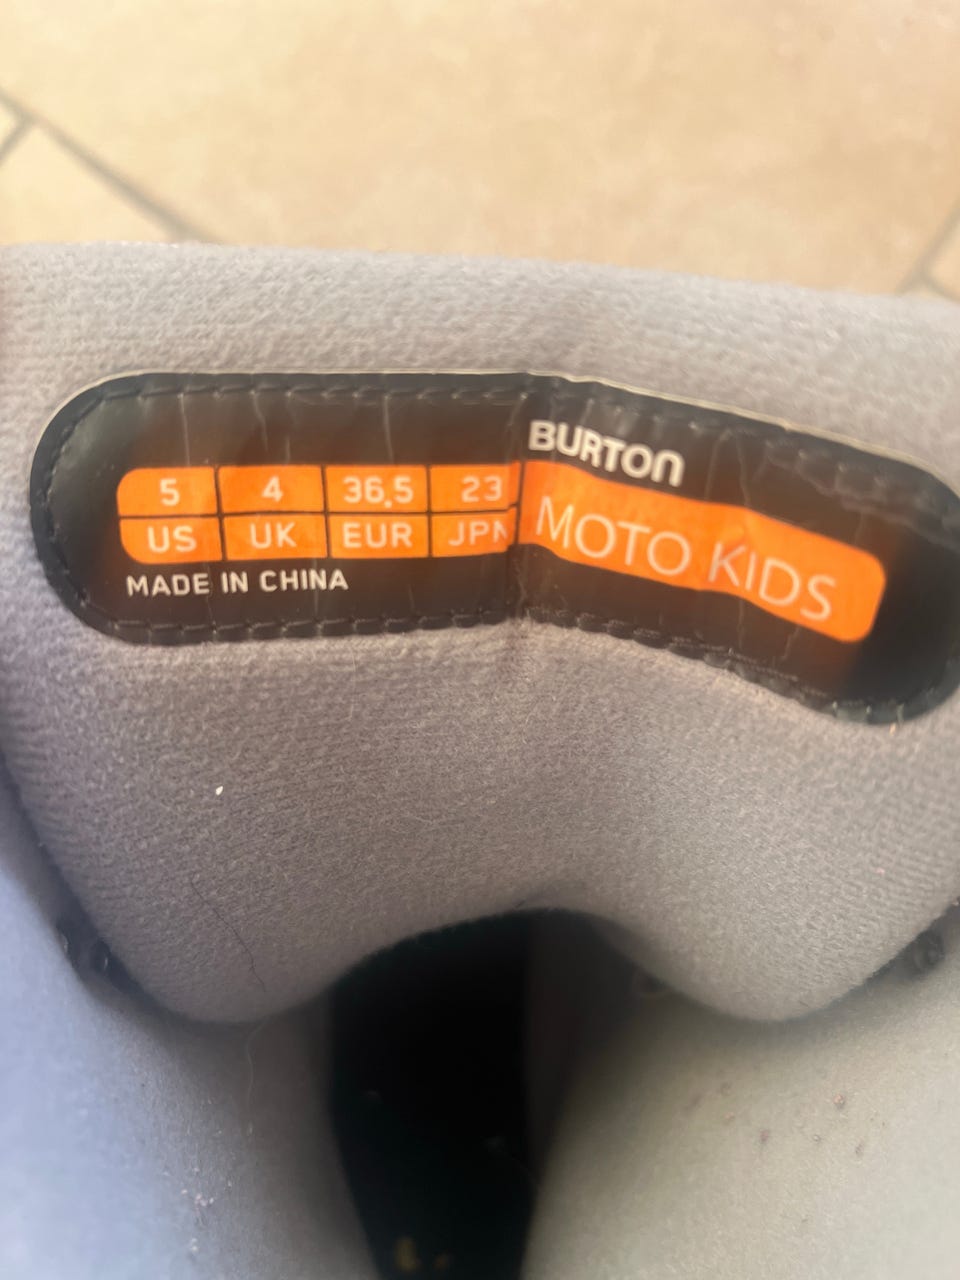 5 4 36,5 23
US UK EUR JPN
MADE IN CHINA
BURTON
MOTO KIDS